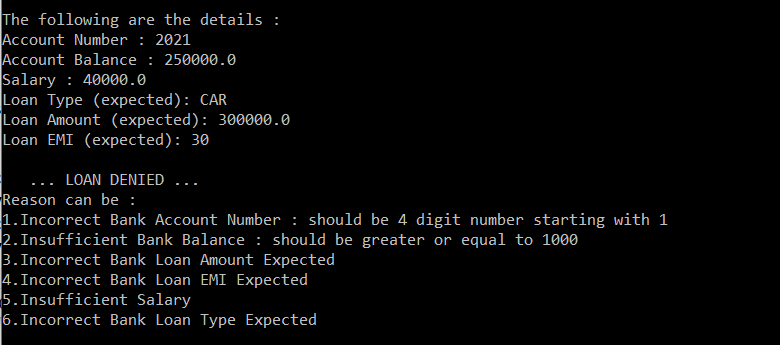 The following are the details :
Account Number : 2021
Account Balance : 250000.0
Salary : 40000.0
Loan Type (expected): CAR
Loan Amount (expected): 300000.0
Loan EMI (expected): 30
... LOAN DENIED ...
Reason can be :
1.Incorrect Bank Account Number : should be 4 digit number starting with 1
2.Insufficient Bank Balance : should be greater or equal to 1000
3.Incorrect Bank Loan Amount Expected
4.Incorrect Bank Loan EMI Expected
5.Insufficient Salary
6.Incorrect Bank Loan Type Expected